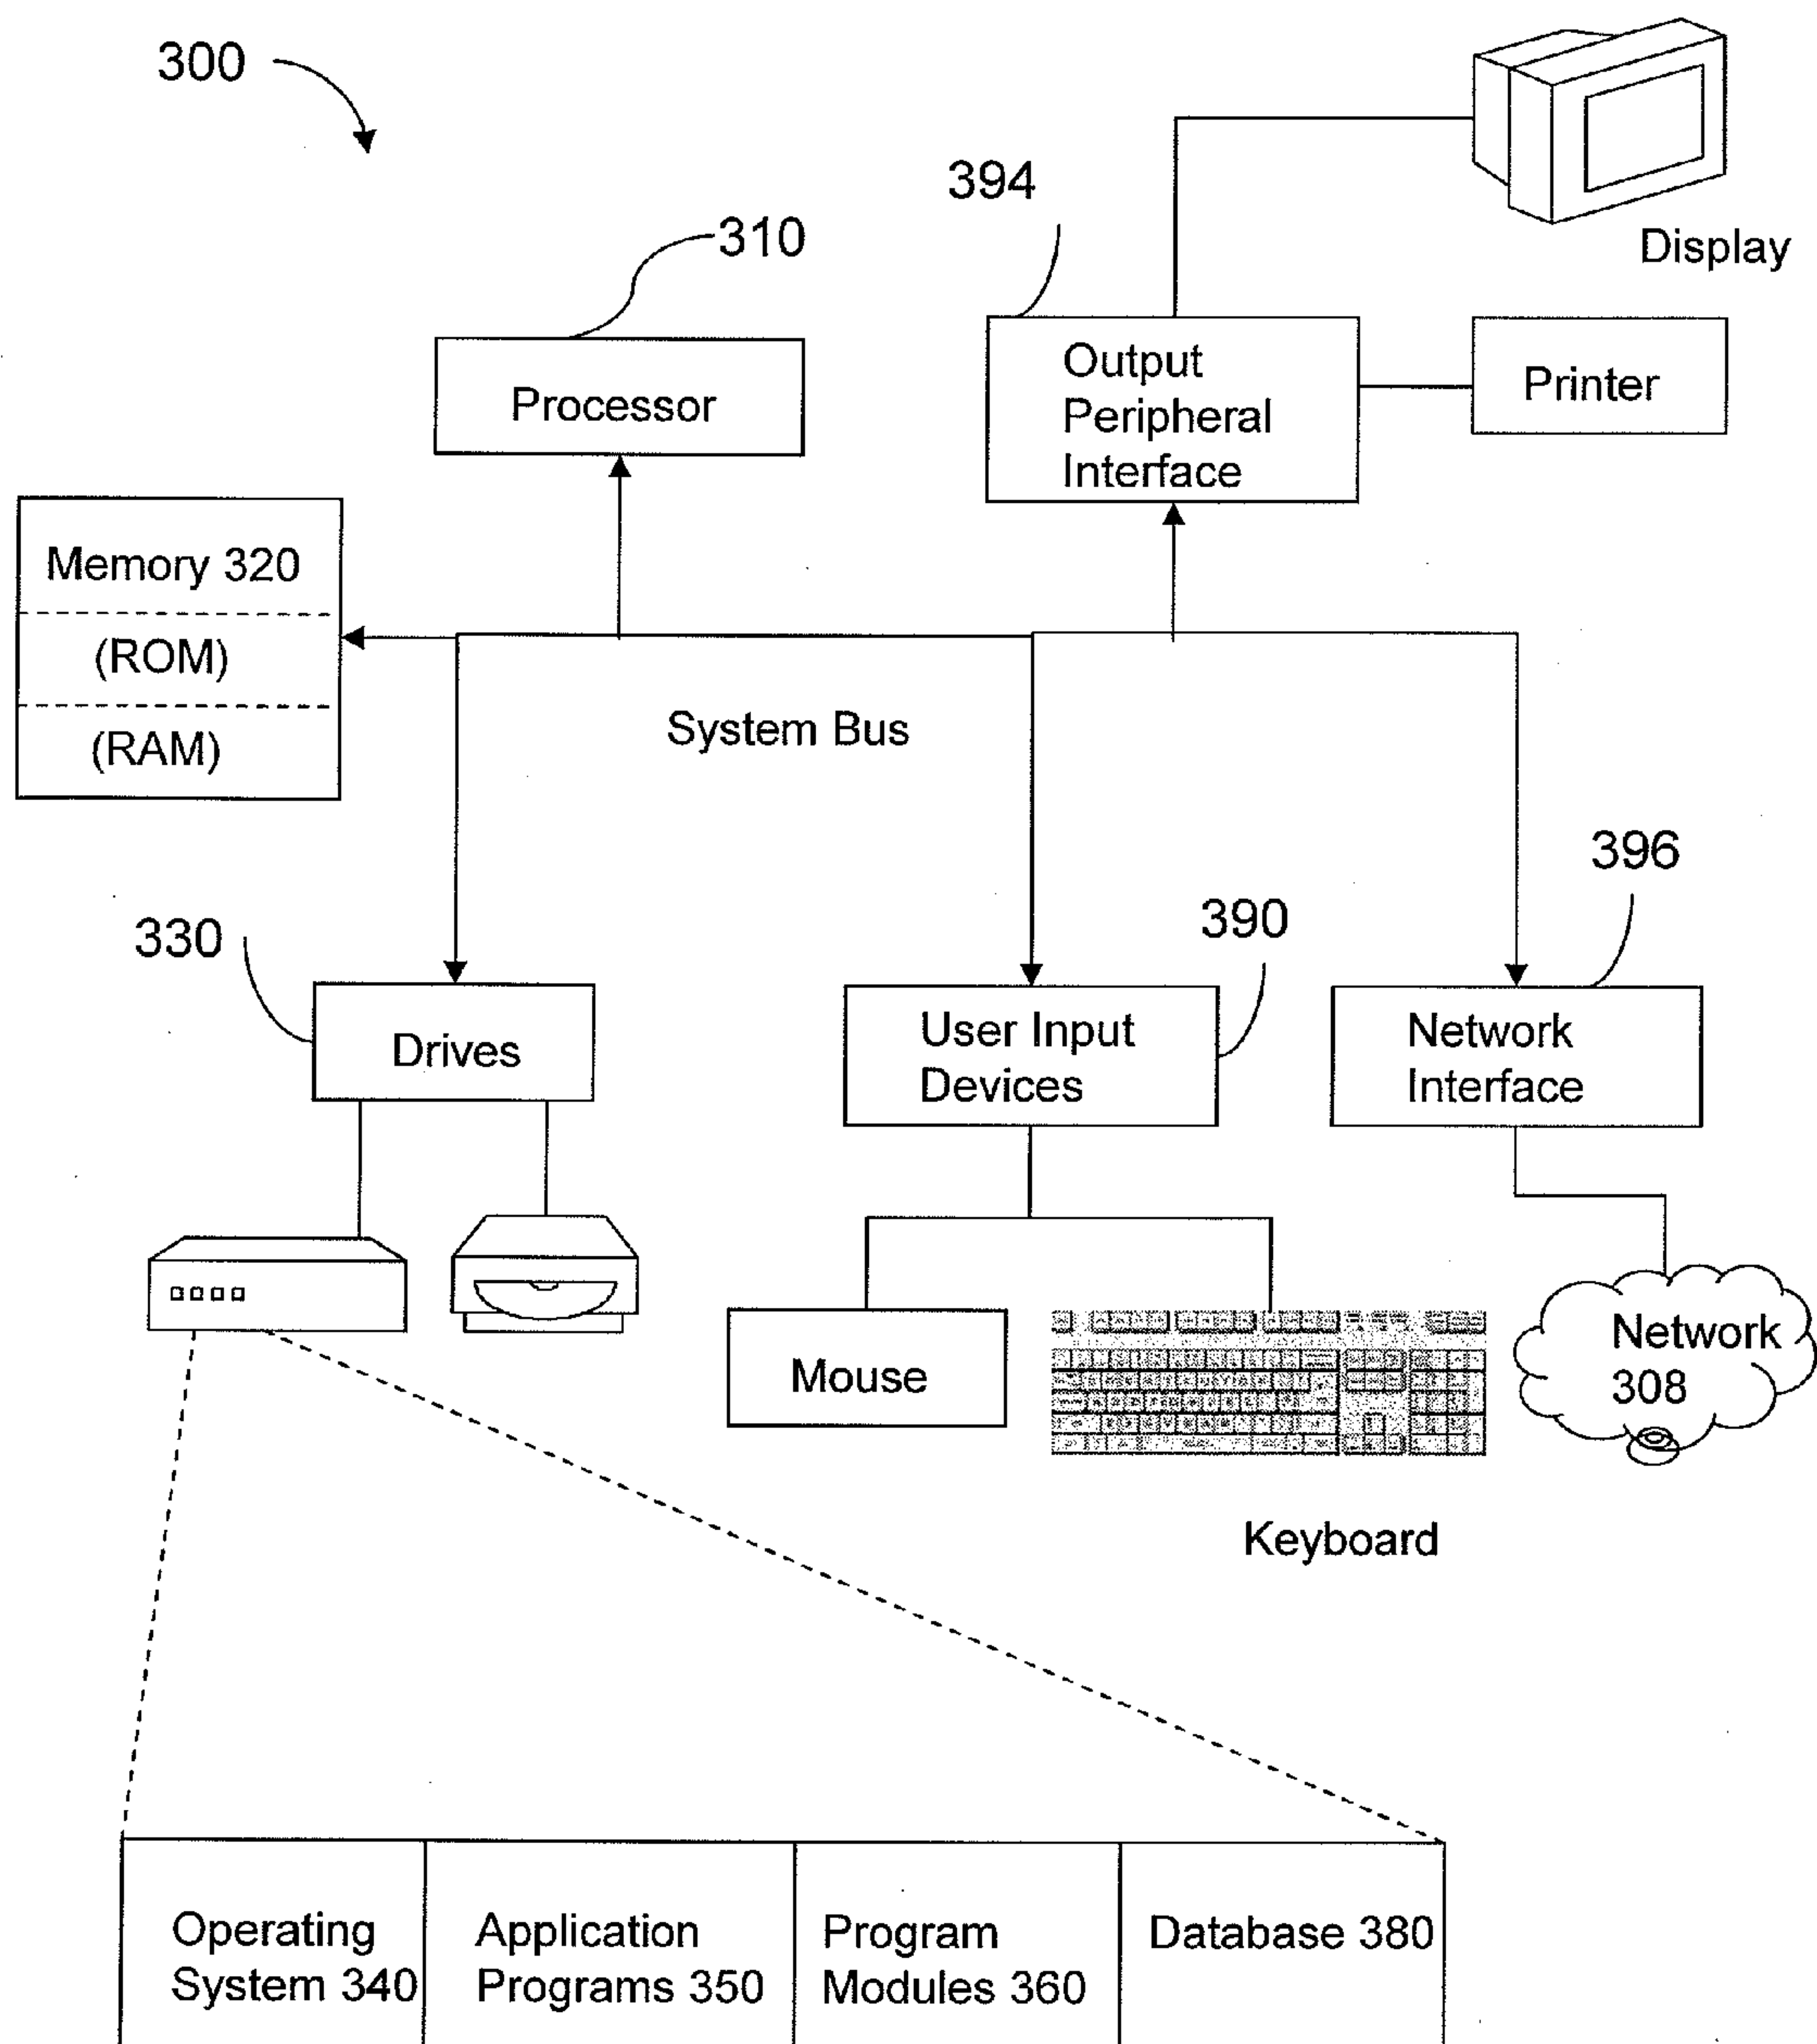 300
394
310
Display
Output
Peripheral
Interface
Printer
Processor
Memory 320
(ROM)
(RAM)
System Bus
396
390
330
User Input
Devices
Network
Interface
Drives
Network
308
Mouse
Keyboard
Operating
System 340
Application
Programs 350
Program
Modules 360
Database 380